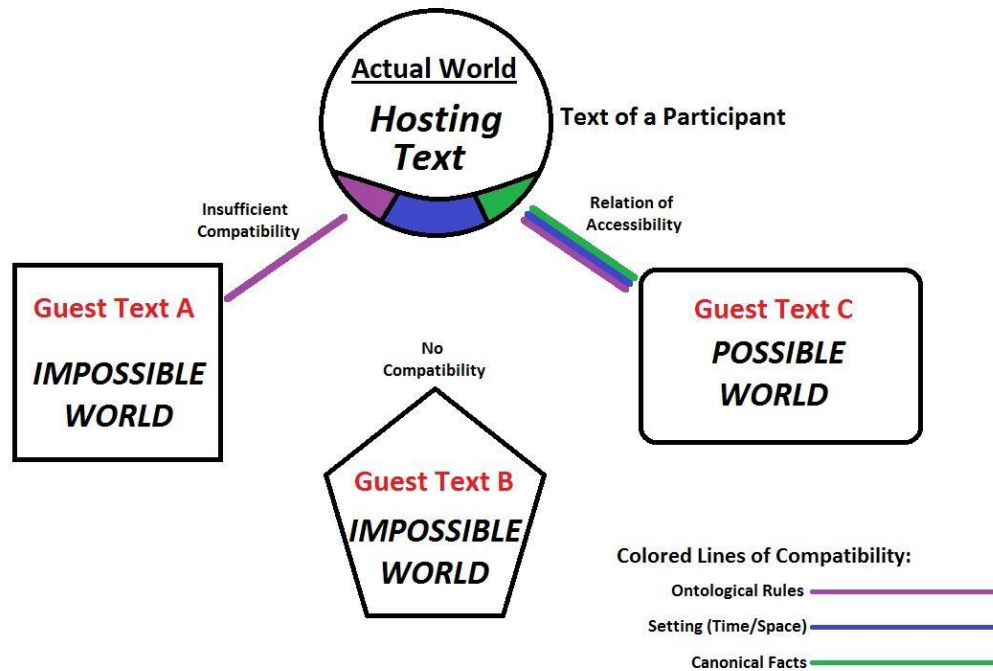 Actual World
Hosting
Text
Text of a Participant
Insufficient
Compatibility
Relation of
Accessibility
Guest Text A
IMPOSSIBLE
WORLD
No
Compatibility
Guest Text C
POSSIBLE
WORLD
Guest Text B
IMPOSSIBLE
WORLD
Colored Lines of Compatibility:
Ontological Rules
Setting (Time/Space)
Canonical Facts